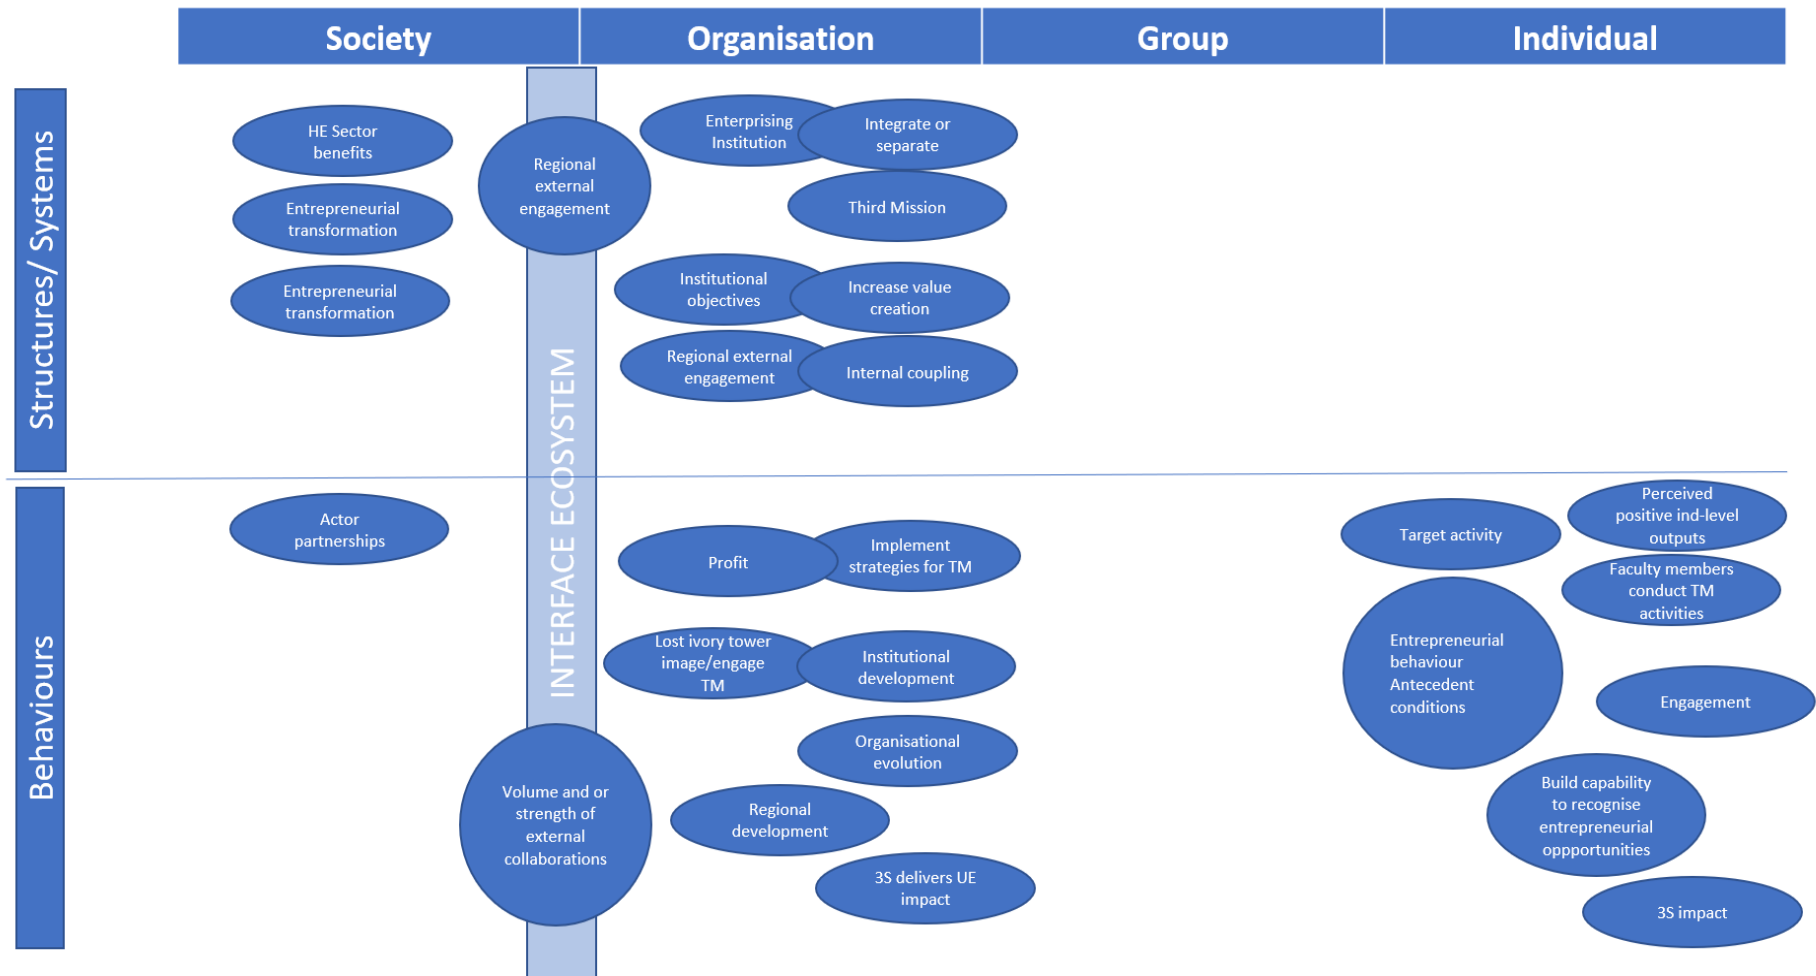 Society
Organisation
Group
Individual
Structures/ Systems
HE Sector
benefits
Entrepreneurial
transformation
Entrepreneurial
transformation
Regional
external
engagement
INTERFACE ECOSYSTEM
Enterprising
Institution
Integrate or
separate
Third Mission
Institutional
objectives
Increase value
creation
Regional external
engagement
Internal coupling
Behaviours
Actor
partnerships
Volume and or
strength of
external
collaborations
Profit
Implement
strategies for TM
Lost ivory tower
image/engage
TM
Institutional
development
Organisational
evolution
Regional
development
3S delivers UE
impact
Target activity
Perceived
positive ind-level
outputs
Faculty members
conduct TM
activities
Entrepreneurial
behaviour
Antecedent
conditions
Engagement
Build capability
to recognise
entrepreneurial
oppportunities
3S impact